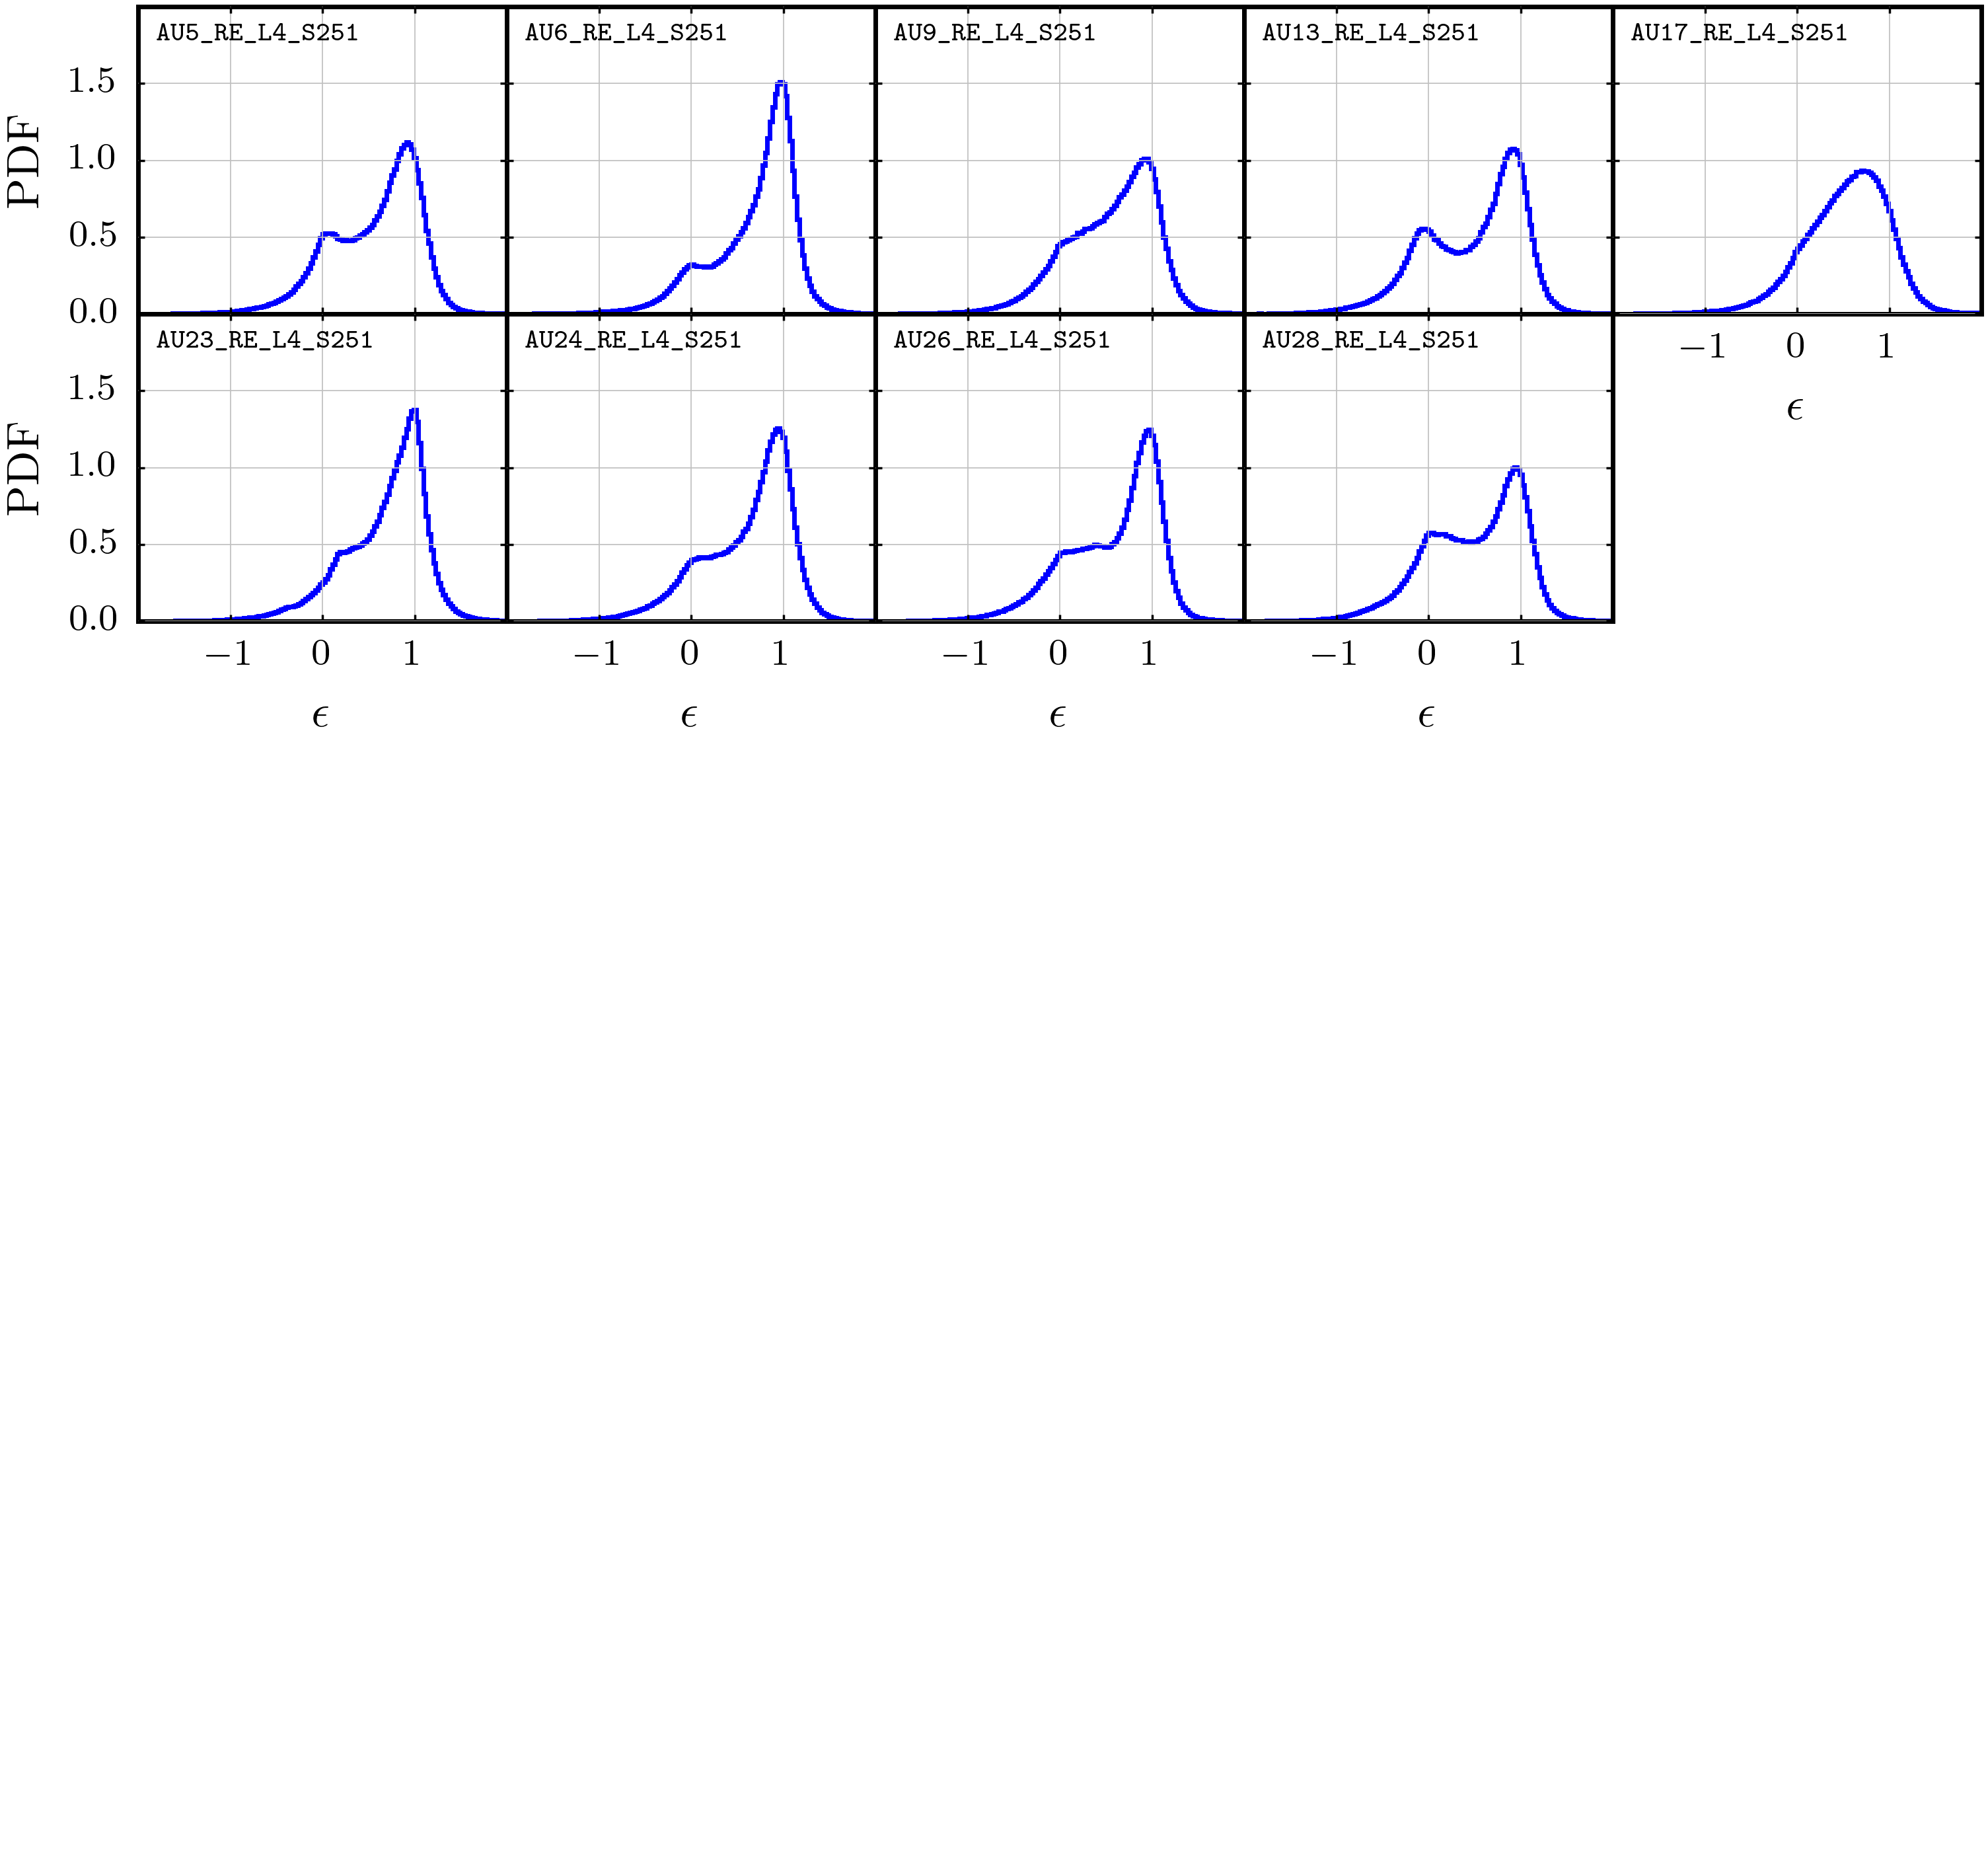 AU5_RE_L4_S251 AU6_RE_L4_S251 AU9_RE_L4_S251 AU13_RE_L4_S251 AU17_RE_L4_S251
1.5
1.0
0.5
0.0
PDF
−1 0 1
ϵ
AU23_RE_L4_S251 AU24_RE_L4_S251 AU26_RE_L4_S251 AU28_RE_L4_S251
1.5
1.0
0.5
0.0
PDF
−1 0 1 −1 0 1 −1 0 1 −1 0 1
ϵ ϵ ϵ ϵ